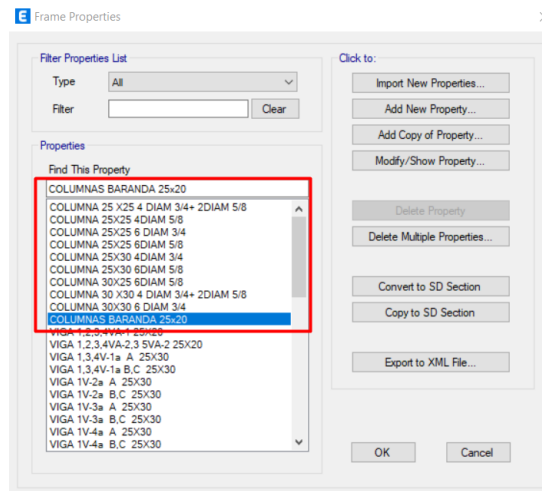 E Frame Properties
Filter Properties List
Type All
Filter Clear
Properties
Find This Property
COLUMNAS BARANDA 25x20
COLUMNA 25 X25 4 DIAM 3/4+ 2DIAM 5/8
COLUMNA 25X25 4DIAM 5/8
COLUMNA 25X25 6 DIAM 3/4
COLUMNA 25X25 6DIAM 5/8
COLUMNA 25X30 4DIAM 3/4
COLUMNA 25X30 6DIAM 5/8
COLUMNA 30X25 6DIAM 5/8
COLUMNA 30 X30 4 DIAM 3/4+ 2DIAM 5/8
COLUMNA 30X30 6 DIAM 3/4
COLUMNAS BARANDA 25x20
VIGA 1,2,3,4VA-1 25X20
VIGA 1,2,3,4VA-2,3 5VA-2 25X20
VIGA 1,3,4V-1a A 25X30
VIGA 1,3,4V-1a B,C 25X30
VIGA 1V-2a A 25X30
VIGA 1V-2a B,C 25X30
VIGA 1V-3a A 25X30
VIGA 1V-3a B,C 25X30
VIGA 1V-4a A 25X30
VIGA 1V-4a B,C 25X30
Click to:
Import New Properties...
Add New Property...
Add Copy of Property...
Modify/Show Property...
Delete Property
Delete Multiple Properties...
Convert to SD Section
Copy to SD Section
Export to XML File...
OK Cancel